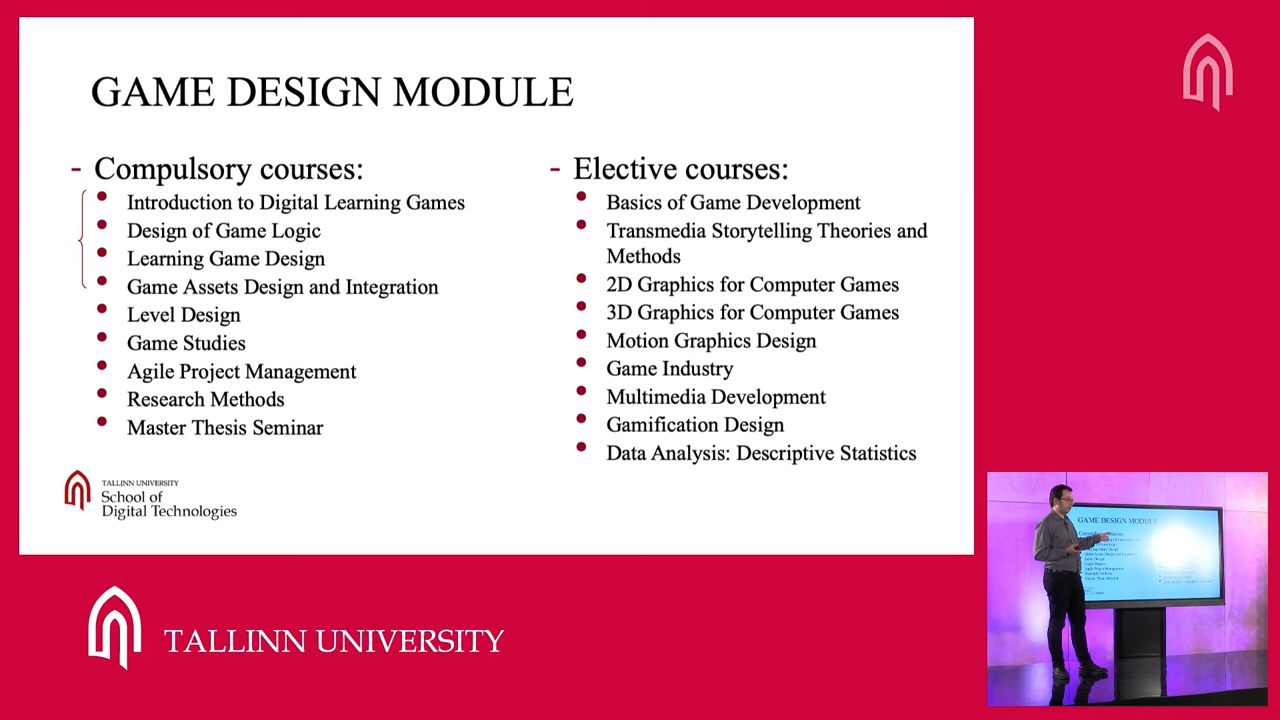 GAME DESIGN MODULE
- Compulsory courses:
• Introduction to Digital Learning Games
• Design of Game Logic
• Learning Game Design
• Game Assets Design and Integration
• Level Design
• Game Studies
• Agile Project Management
• Research Methods
• Master Thesis Seminar
- Elective courses:
• Basics of Game Development
• Transmedia Storytelling Theories and
Methods
• 2D Graphics for Computer Games
• 3D Graphics for Computer Games
• Motion Graphics Design
• Game Industry
• Multimedia Development
• Gamification Design
• Data Analysis: Descriptive Statistics
TALLINN UNIVERSITY
School of
Digital Technologies
TALLINN UNIVERSITY
GAME DESIGN MODULE